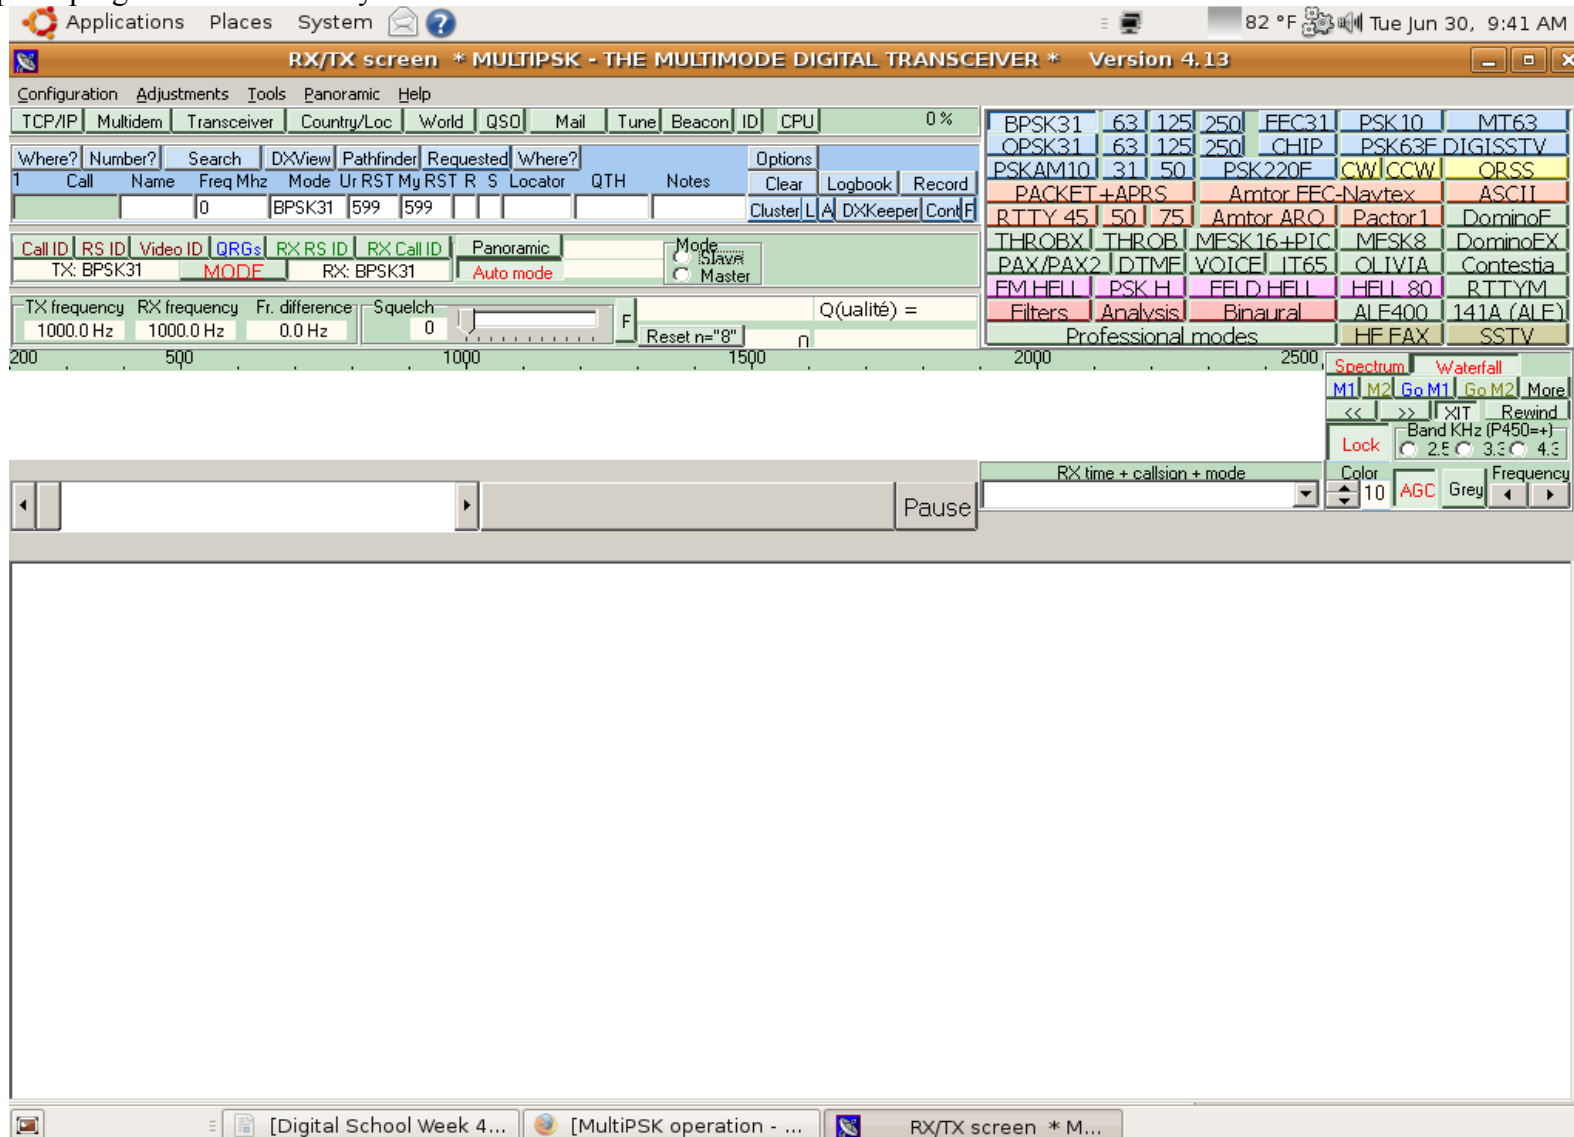 Applications Places System 82 °F Tue Jun 30, 9:41 AM
RX/TX screen * MULTIPSK - THE MULTIMODE DIGITAL TRANSCEIVER * Version 4.13
Configuration Adjustments Tools Panoramic Help
TCP/IP Multidem Transceiver Country/Loc World QSO Mail Tune Beacon ID CPU 0 %
Where? Number? Search DXView Pathfinder Requested Where? Options
1 Call Name Freq Mhz Mode Ur RST My RST R S Locator QTH Notes Clear Logbook Record
0 BPSK31 599 599 Cluster L A DXKeeper Cont F
Call ID RS ID Video ID QRGs RX RS ID RX Call ID Panoramic Mode
TX: BPSK31 MODE RX: BPSK31 Auto mode Slave
Master
TX frequency RX frequency Fr. difference Squelch F Q(ualité) =
1000.0 Hz 1000.0 Hz 0.0 Hz 0 Reset n="8" 0
BPSK31 63 125 250 FEC31 PSK10 MT63
QPSK31 63 125 250 CHIP PSK63F DIGISSTV
PSKAM10 31 50 PSK220F CW CCW QRSS
PACKET+APRS Amtor FEC-Navtex ASCII
RTTY 45 50 75 Amtor ARQ Pactor1 DominoF
THROBX THROB MFSK16+PIC MFSK8 DominoEX
PAX/PAX2 DTMF VOICE JT65 OLIVIA Contestia
FM HELL PSK H FELD HELL HELL 80 RTTYM
Filters Analysis Binaural ALE400 141A (ALE)
Professional modes HF FAX SSTV
200 500 1000 1500 2000 2500
Spectrum Waterfall
M1 M2 Go M1 Go M2 More
<< >> XIT Rewind
Lock Band KHz (P450=+)
2.5 3.3 4.3
RX time + callsign + mode Color Frequency
Pause 10 AGC Grey
[Digital School Week 4... [MultiPSK operation - ... RX/TX screen * M...